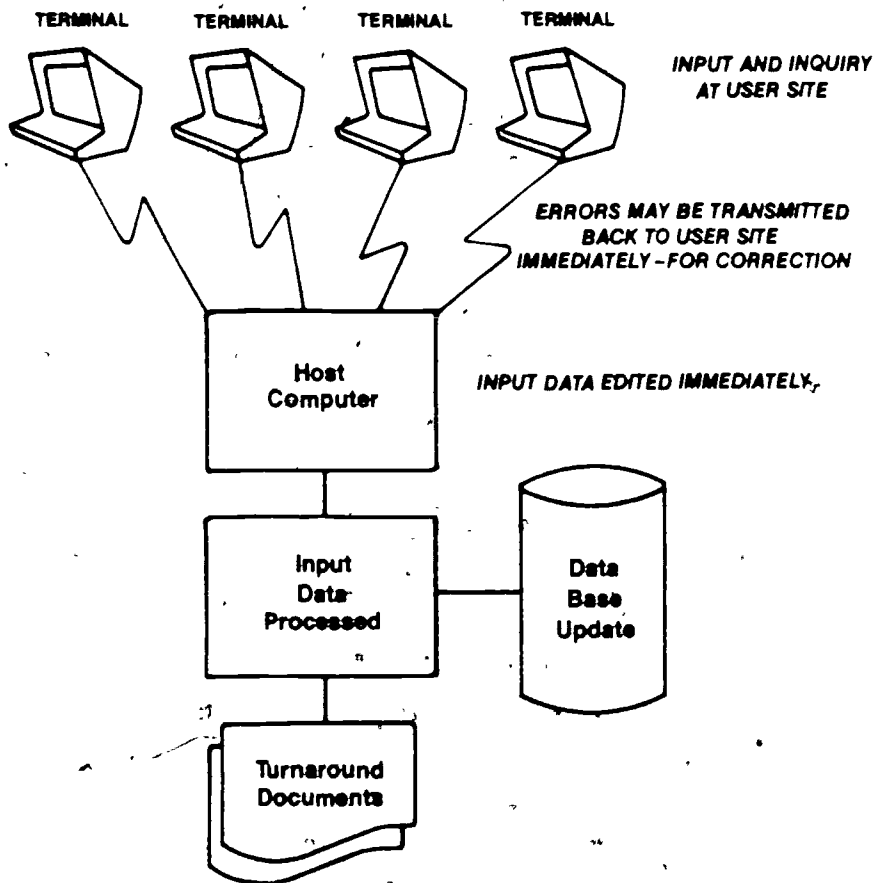 TERMINAL TERMINAL TERMINAL TERMINAL
INPUT AND INQUIRY
AT USER SITE
ERRORS MAY BE TRANSMITTED
BACK TO USER SITE
IMMEDIATELY-FOR CORRECTION
Host
Computer
INPUT DATA EDITED IMMEDIATELY
Input
Data
Processed
Data
Base
Update
Turnaround
Documents